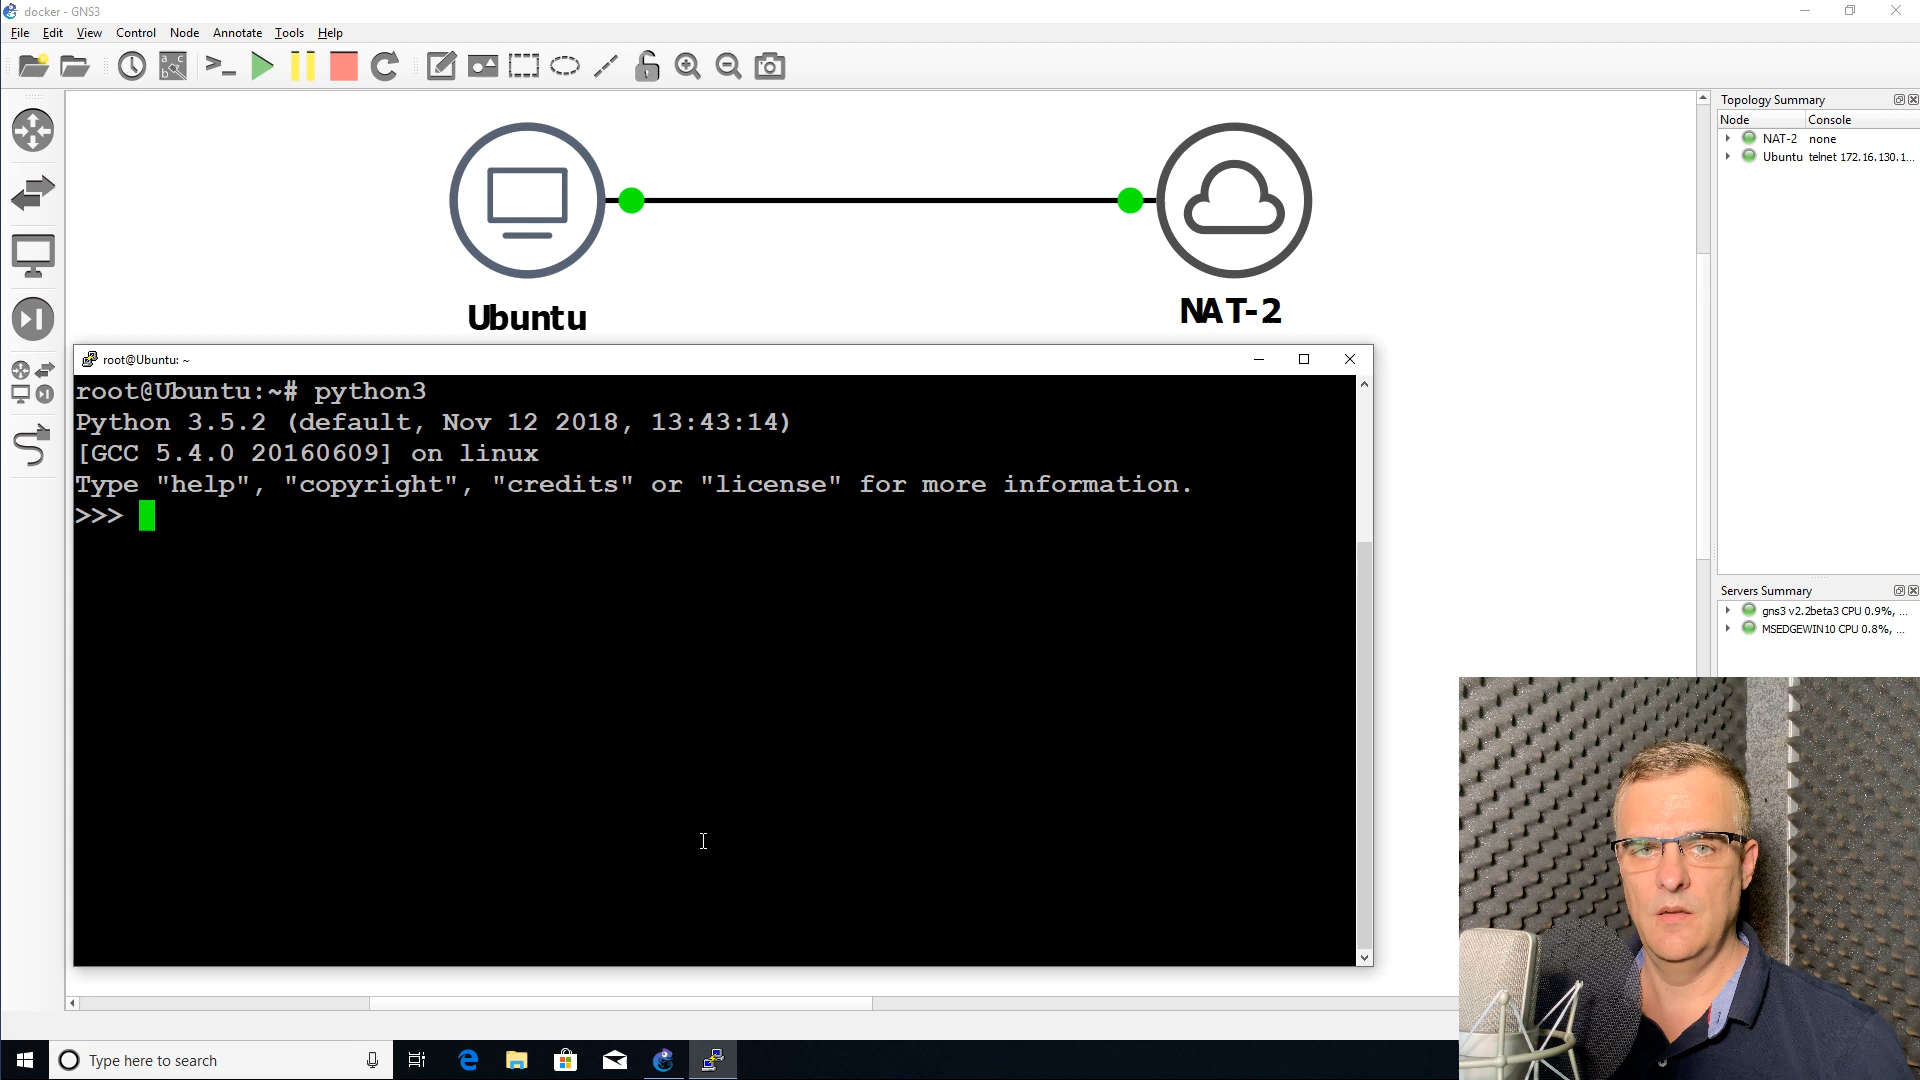 docker - GNS3
File Edit View Control Node Annotate Tools Help
Topology Summary
Node Console
NAT-2 none
Ubuntu telnet 172.16.130.1...
Ubuntu
NAT-2
root@Ubuntu: ~
root@Ubuntu:~# python3
Python 3.5.2 (default, Nov 12 2018, 13:43:14)
[GCC 5.4.0 20160609] on linux
Type "help", "copyright", "credits" or "license" for more information.
>>>
Servers Summary
gns3 v2.2beta3 CPU 0.9%, ...
MSEDGEWIN10 CPU 0.8%, ...
Type here to search